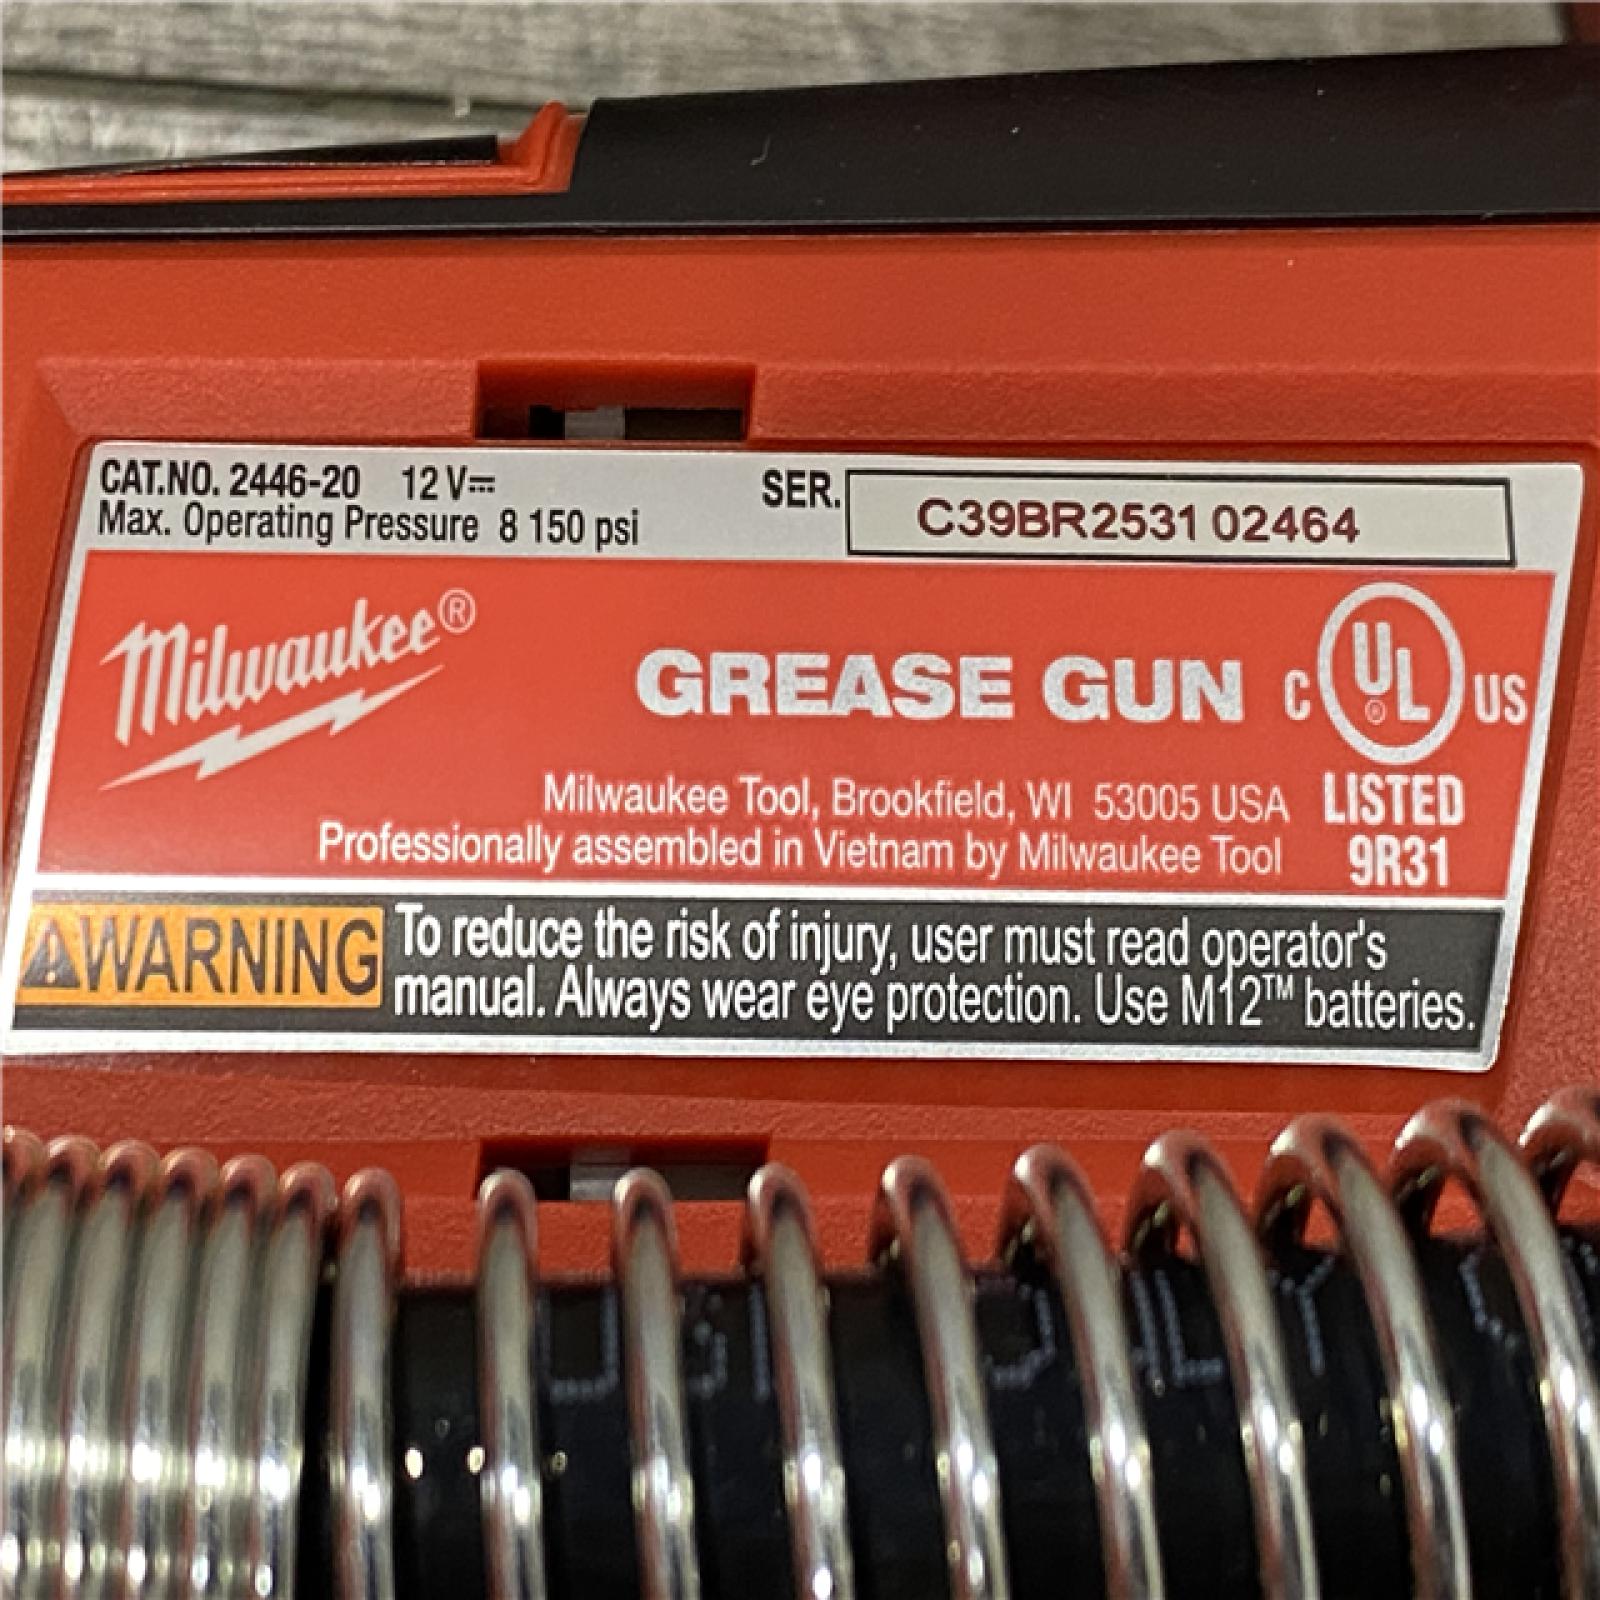 CAT.NO. 2446-20 12 V⎓ SER. C39BR2531 02464
Max. Operating Pressure 8 150 psi
Milwaukee®
GREASE GUN
C UL® US
LISTED
9R31
Milwaukee Tool, Brookfield, WI 53005 USA
Professionally assembled in Vietnam by Milwaukee Tool
⚠WARNING To reduce the risk of injury, user must read operator's
manual. Always wear eye protection. Use M12™ batteries.